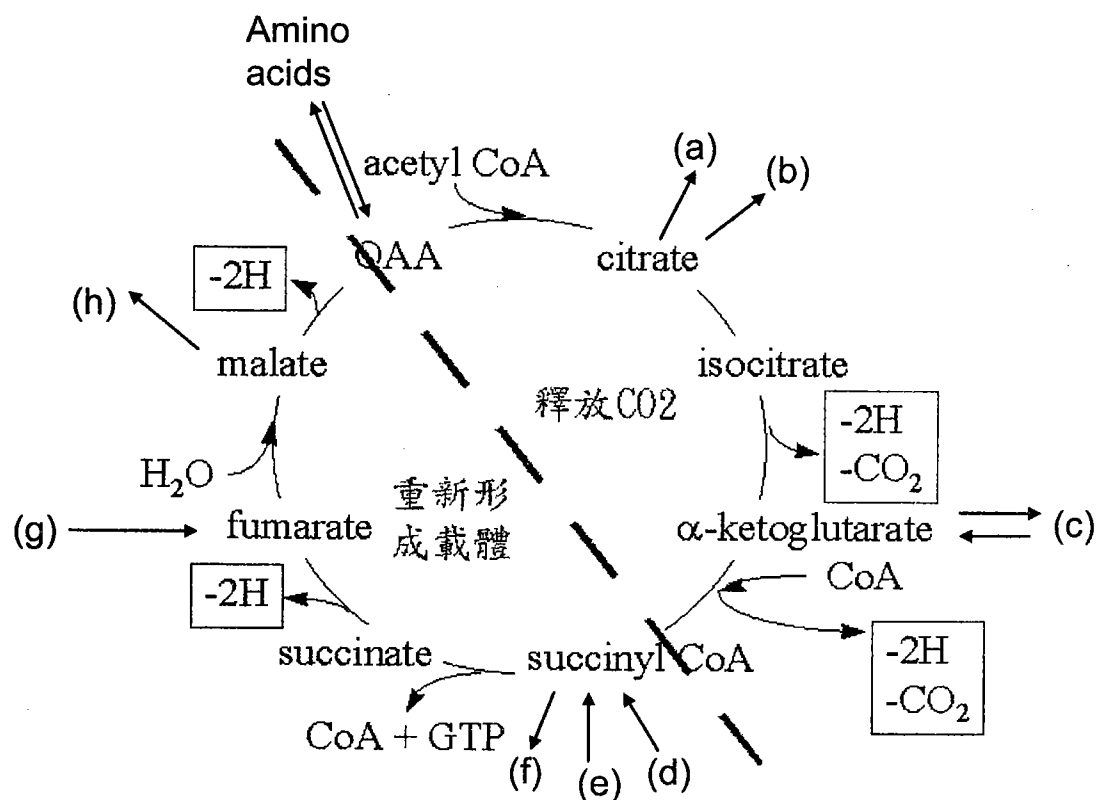 Amino
acids
acetyl CoA
(a)
(b)
OAA
citrate
-2H
(h)
malate
isocitrate
釋放CO2
-2H
-CO₂
H₂O
重新形
成載體
(g)
fumarate
α-ketoglutarate
(c)
-2H
CoA
succinate
succinyl CoA
-2H
-CO₂
CoA + GTP
(f)
(e)
(d)